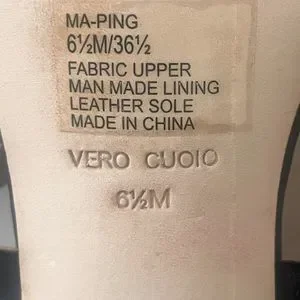 MA-PING
6½M/36½
FABRIC UPPER
MAN MADE LINING
LEATHER SOLE
MADE IN CHINA
VERO CUOIO
6½M